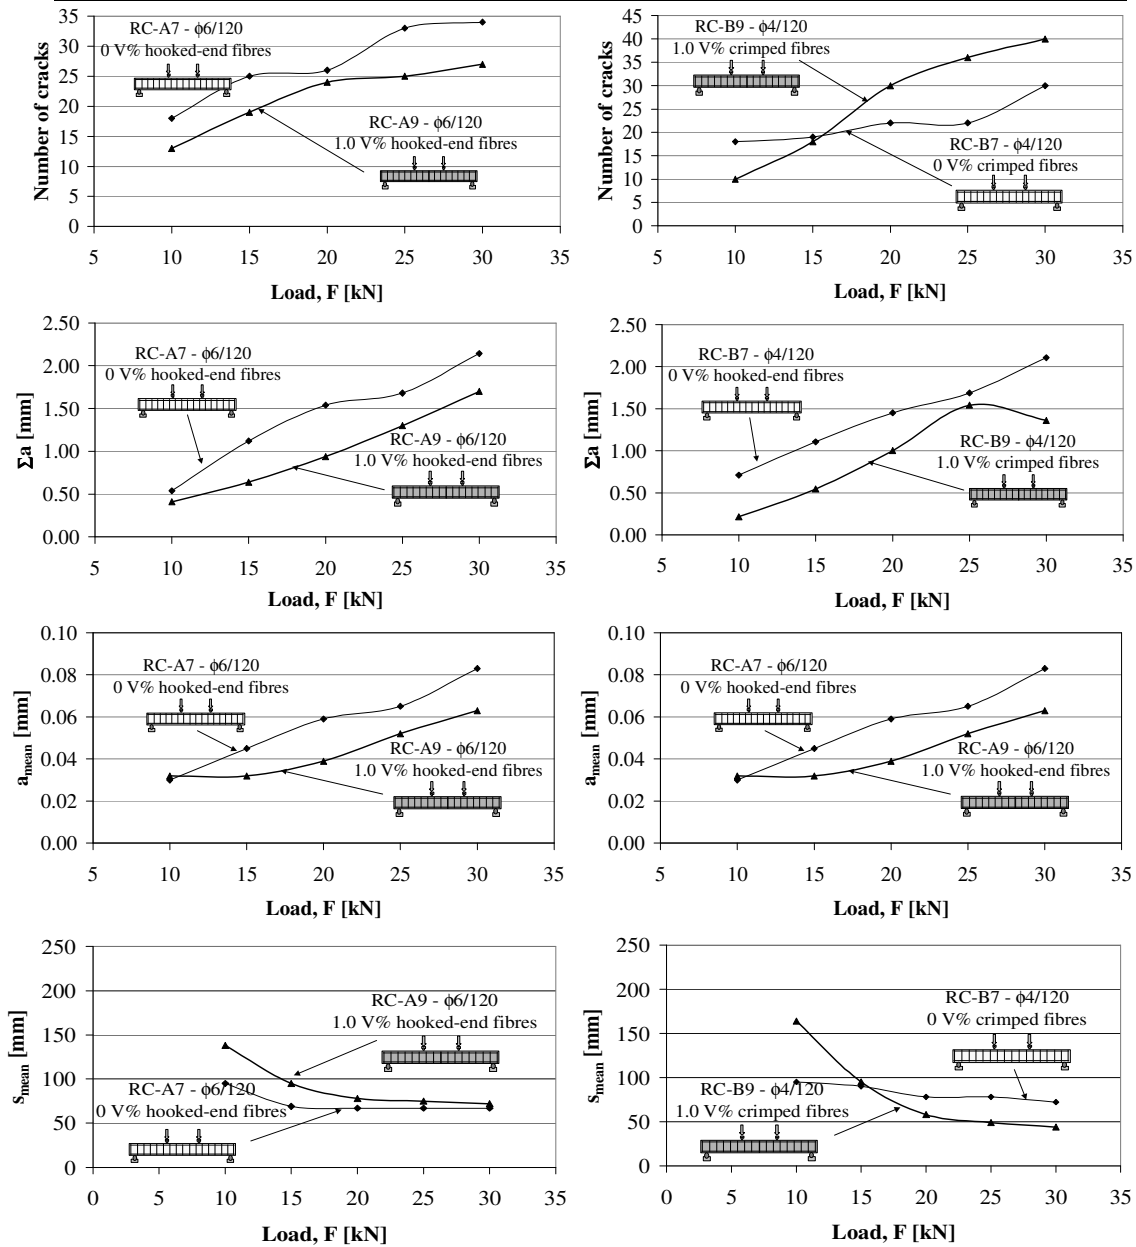 35
30
25
20
15
10
5
0
Number of cracks
RC-A7 - ϕ6/120
0 V% hooked-end fibres
RC-A9 - ϕ6/120
1.0 V% hooked-end fibres
5 10 15 20 25 30 35
Load, F [kN]
45
40
35
30
25
20
15
10
5
0
Number of cracks
RC-B9 - ϕ4/120
1.0 V% crimped fibres
RC-B7 - ϕ4/120
0 V% crimped fibres
5 10 15 20 25 30 35
Load, F [kN]
2.50
2.00
1.50
1.00
0.50
0.00
Σa [mm]
RC-A7 - ϕ6/120
0 V% hooked-end fibres
RC-A9 - ϕ6/120
1.0 V% hooked-end fibres
5 10 15 20 25 30 35
Load, F [kN]
2.50
2.00
1.50
1.00
0.50
0.00
Σa [mm]
RC-B7 - ϕ4/120
0 V% hooked-end fibres
RC-B9 - ϕ4/120
1.0 V% crimped fibres
5 10 15 20 25 30 35
Load, F [kN]
0.10
0.08
0.06
0.04
0.02
0.00
amean [mm]
RC-A7 - ϕ6/120
0 V% hooked-end fibres
RC-A9 - ϕ6/120
1.0 V% hooked-end fibres
5 10 15 20 25 30 35
Load, F [kN]
0.10
0.08
0.06
0.04
0.02
0.00
amean [mm]
RC-A7 - ϕ6/120
0 V% hooked-end fibres
RC-A9 - ϕ6/120
1.0 V% hooked-end fibres
5 10 15 20 25 30 35
Load, F [kN]
250
200
150
100
50
0
smean [mm]
RC-A9 - ϕ6/120
1.0 V% hooked-end fibres
RC-A7 - ϕ6/120
0 V% hooked-end fibres
0 5 10 15 20 25 30 35
Load, F [kN]
250
200
150
100
50
0
smean [mm]
RC-B7 - ϕ4/120
0 V% crimped fibres
RC-B9 - ϕ4/120
1.0 V% crimped fibres
0 5 10 15 20 25 30 35
Load, F [kN]